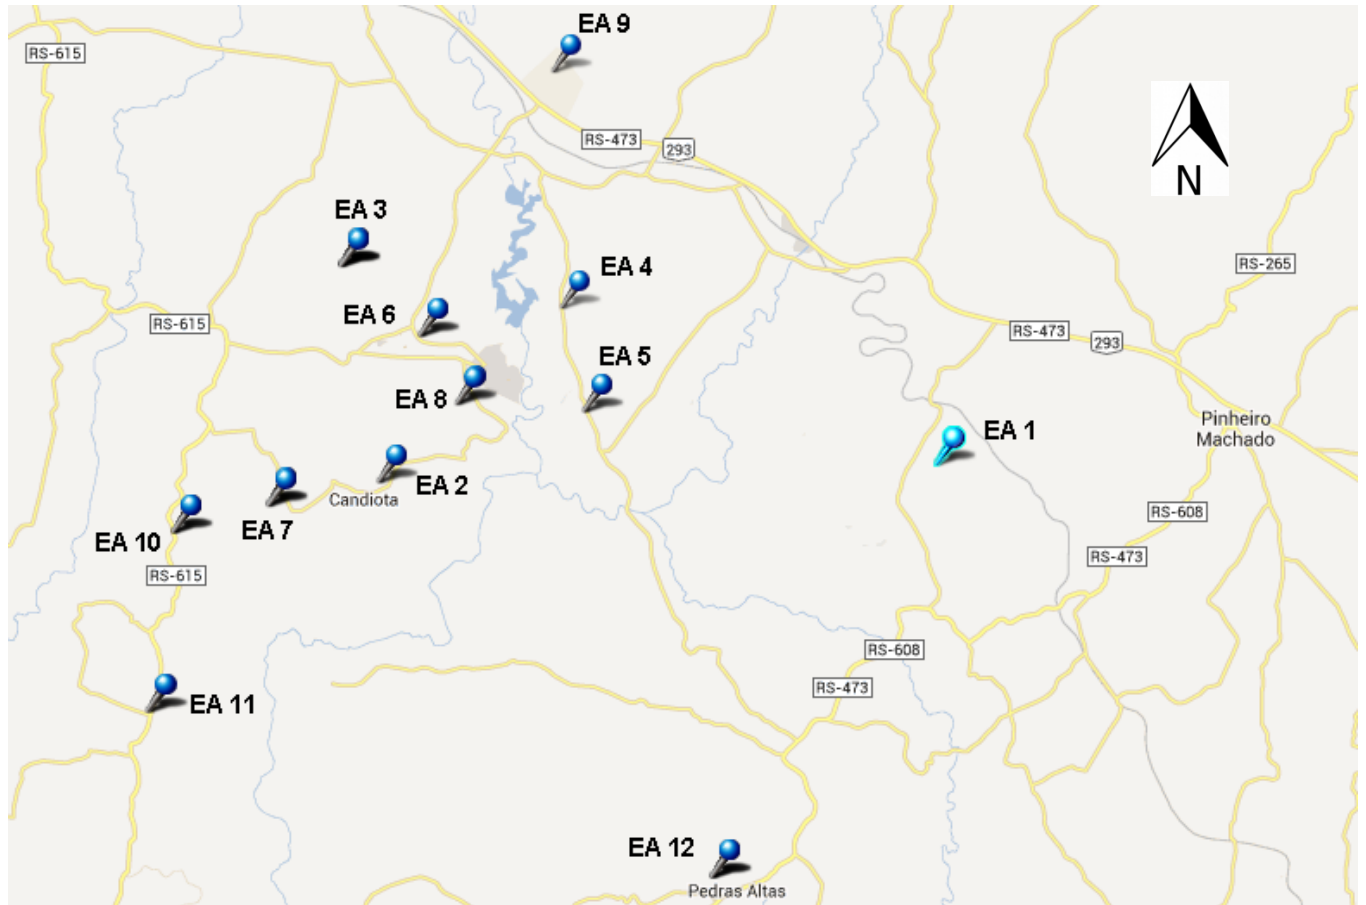 EA 9
RS-615
RS-473
293
N
EA 3
EA 4
RS-265
EA 6
RS-615
RS-473
293
EA 5
EA 8
Pinheiro
Machado
EA 1
EA 2
Candiota
RS-608
EA 7
EA 10
RS-473
RS-615
RS-608
RS-473
EA 11
EA 12
Pedras Altas